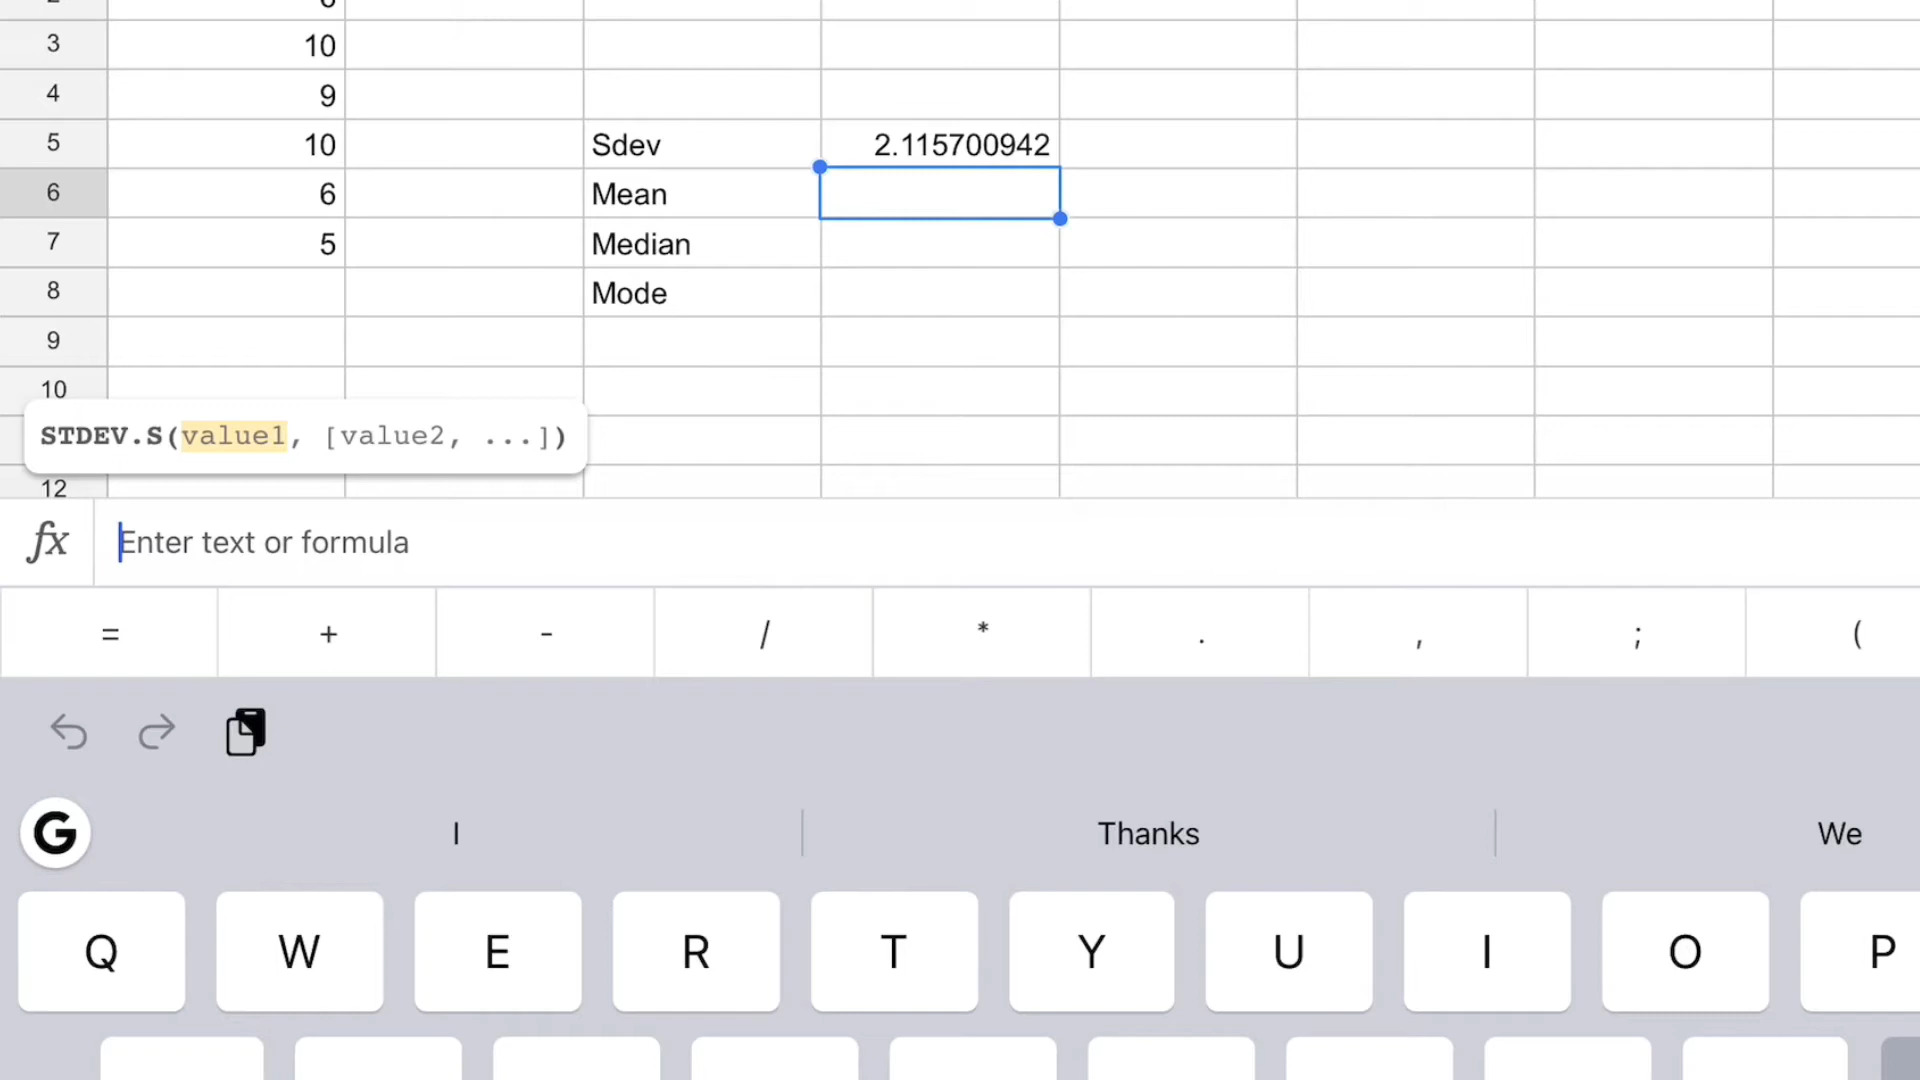 3 10
4 9
5 10 Sdev 2.115700942
6 6 Mean
7 5 Median
8 Mode
9
10
STDEV.S(value1, [value2, ...])
12
fx Enter text or formula
= + - / * . , ; (
G I Thanks We
Q W E R T Y U I O P